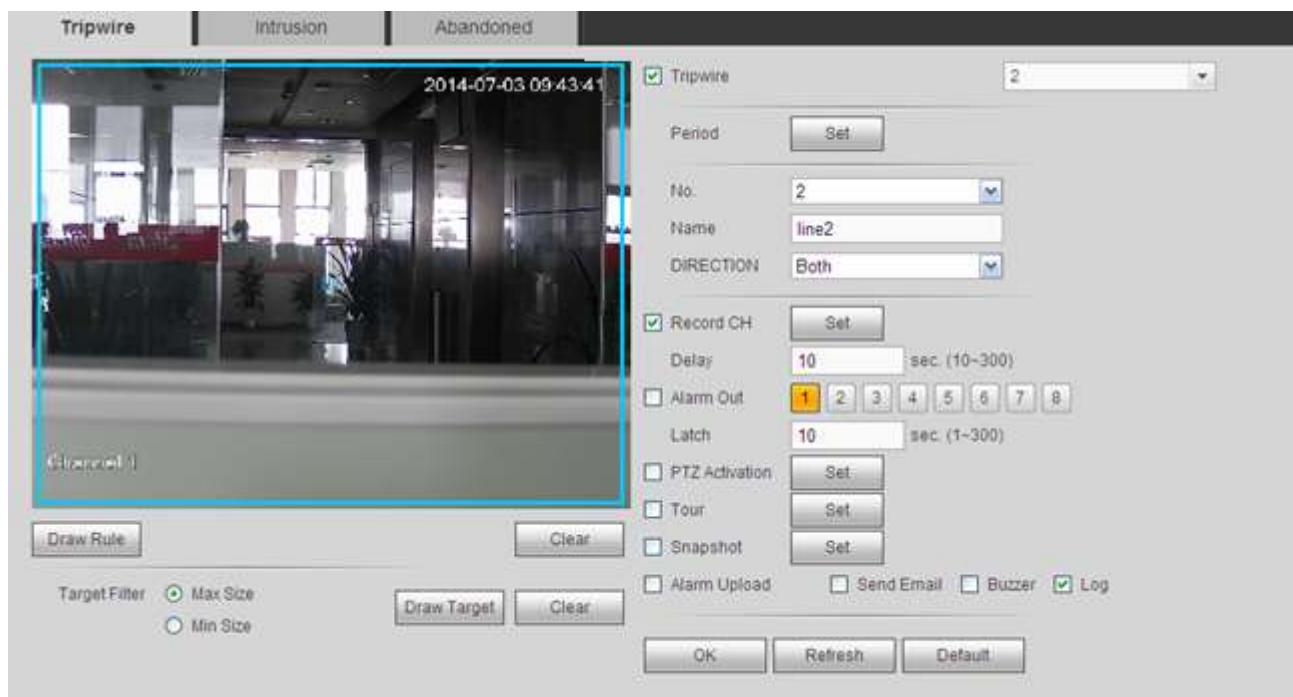 Tripwire Intrusion Abandoned
2014-07-03 09:43:41
Channel 1
Draw Rule Clear
Target Filter Max Size
Min Size
Draw Target Clear
Tripwire 2
Period Set
No. 2
Name line2
DIRECTION Both
Record CH Set
Delay 10 sec. (10~300)
Alarm Out 1 2 3 4 5 6 7 8
Latch 10 sec. (1~300)
PTZ Activation Set
Tour Set
Snapshot Set
Alarm Upload Send Email Buzzer Log
OK Refresh Default